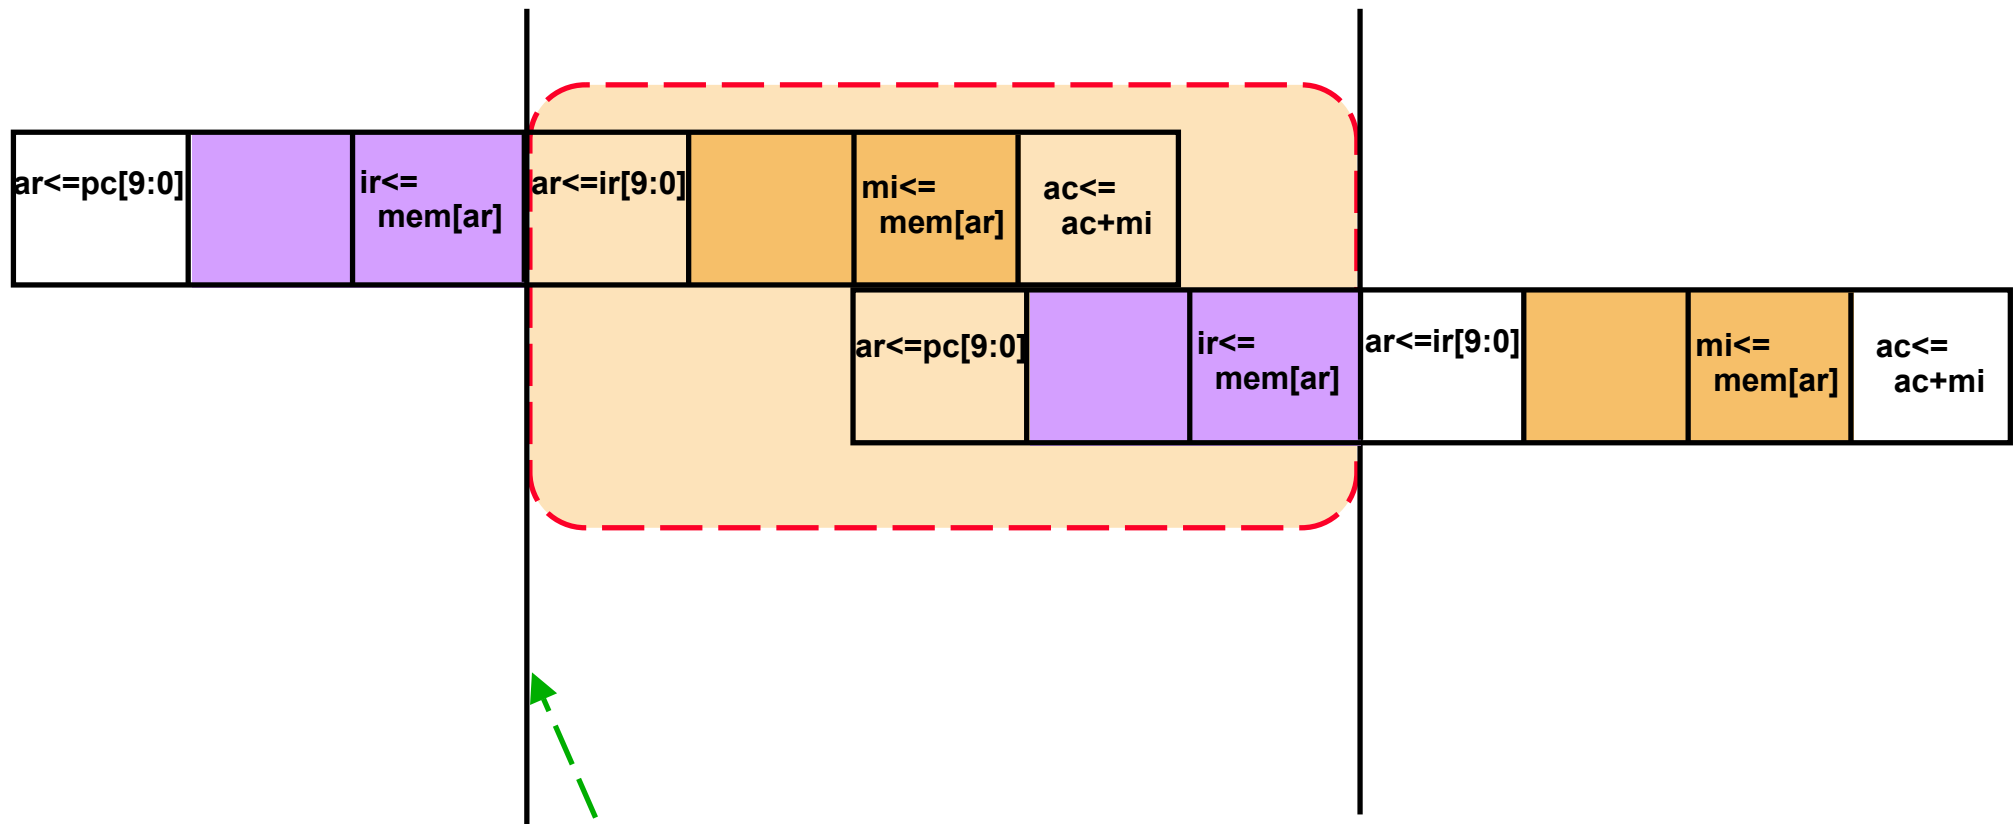 ar<=pc[9:0]
ir<=
mem[ar]
ar<=ir[9:0]
mi<=
mem[ar]
ac<=
ac+mi
ar<=pc[9:0]
ir<=
mem[ar]
ar<=ir[9:0]
mi<=
mem[ar]
ac<=
ac+mi